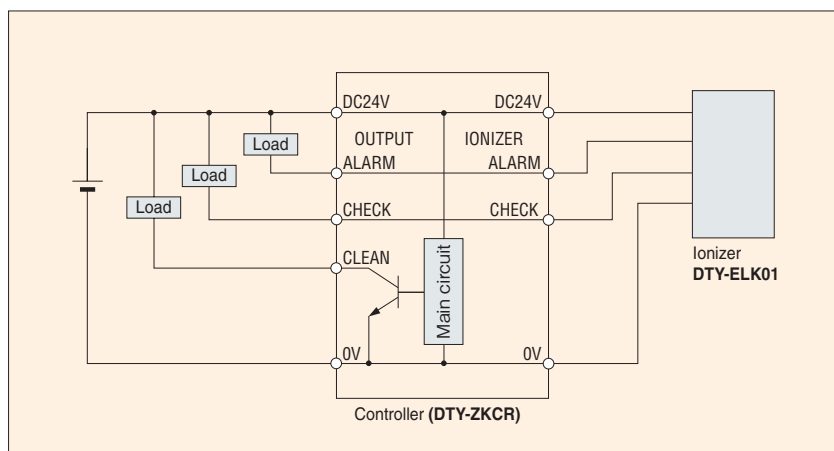 DC24V DC24V
Load OUTPUT IONIZER
ALARM ALARM
Load
CHECK CHECK
Load
CLEAN
Main circuit
0V 0V
Ionizer
DTY-ELK01
Controller (DTY-ZKCR)